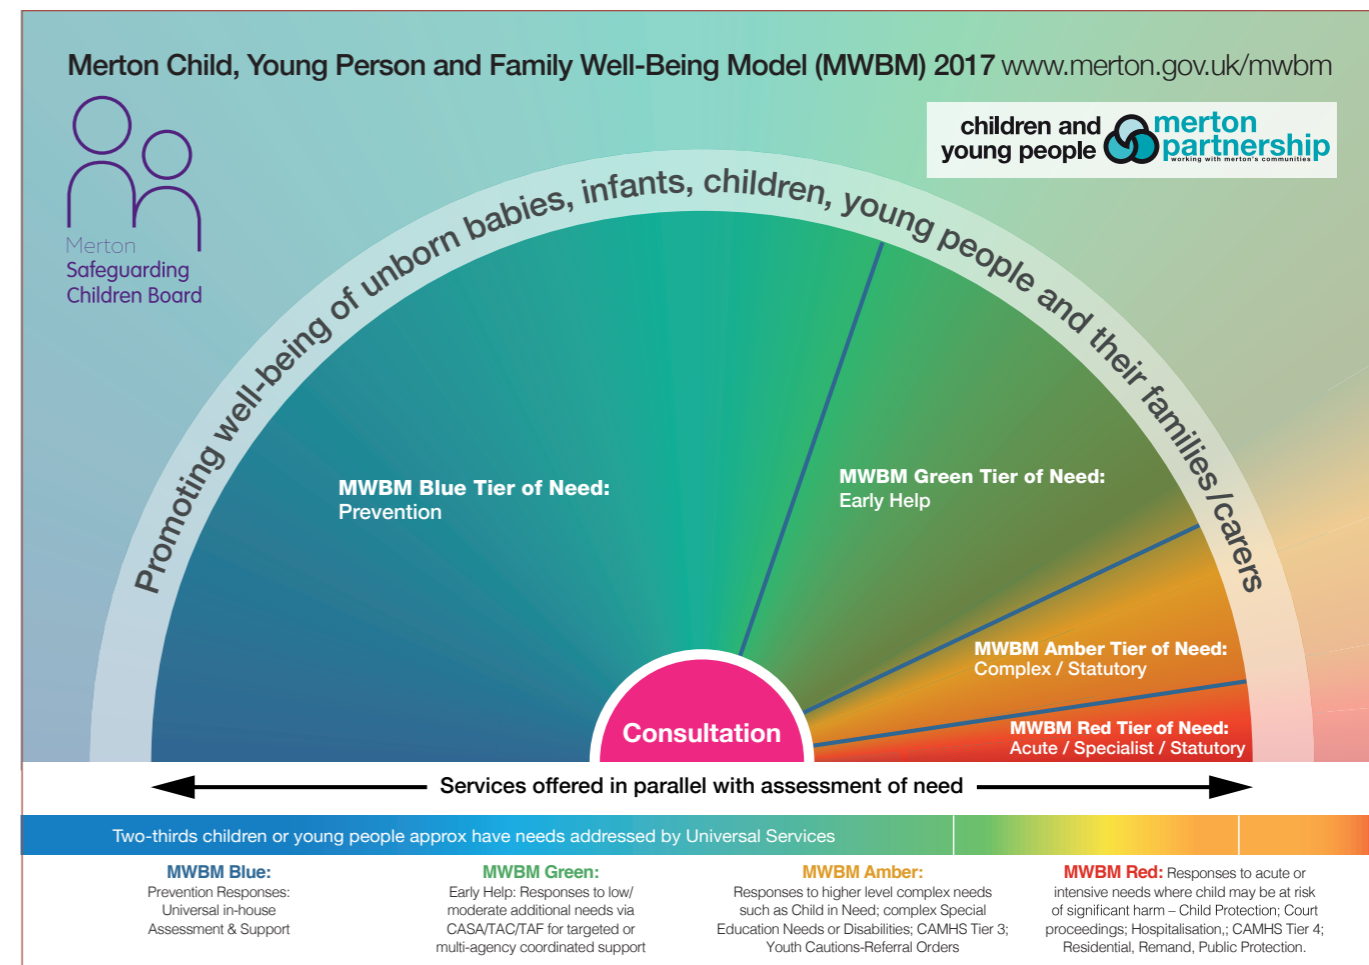 Merton Child, Young Person and Family Well-Being Model (MWBM) 2017 www.merton.gov.uk/mwbm
Merton
Safeguarding
Children Board
children and
young people
merton
partnership
working with merton's communities
Promoting well-being of unborn babies, infants, children, young people and their families/carers
MWBM Blue Tier of Need:
Prevention
MWBM Green Tier of Need:
Early Help
MWBM Amber Tier of Need:
Complex / Statutory
MWBM Red Tier of Need:
Acute / Specialist / Statutory
Consultation
Services offered in parallel with assessment of need
Two-thirds children or young people approx have needs addressed by Universal Services
MWBM Blue:
Prevention Responses:
Universal in-house
Assessment & Support
MWBM Green:
Early Help: Responses to low/
moderate additional needs via
CASA/TAC/TAF for targeted or
multi-agency coordinated support
MWBM Amber:
Responses to higher level complex needs
such as Child in Need; complex Special
Education Needs or Disabilities; CAMHS Tier 3;
Youth Cautions-Referral Orders
MWBM Red: Responses to acute or
intensive needs where child may be at risk
of significant harm – Child Protection; Court
proceedings; Hospitalisation,; CAMHS Tier 4;
Residential, Remand, Public Protection.